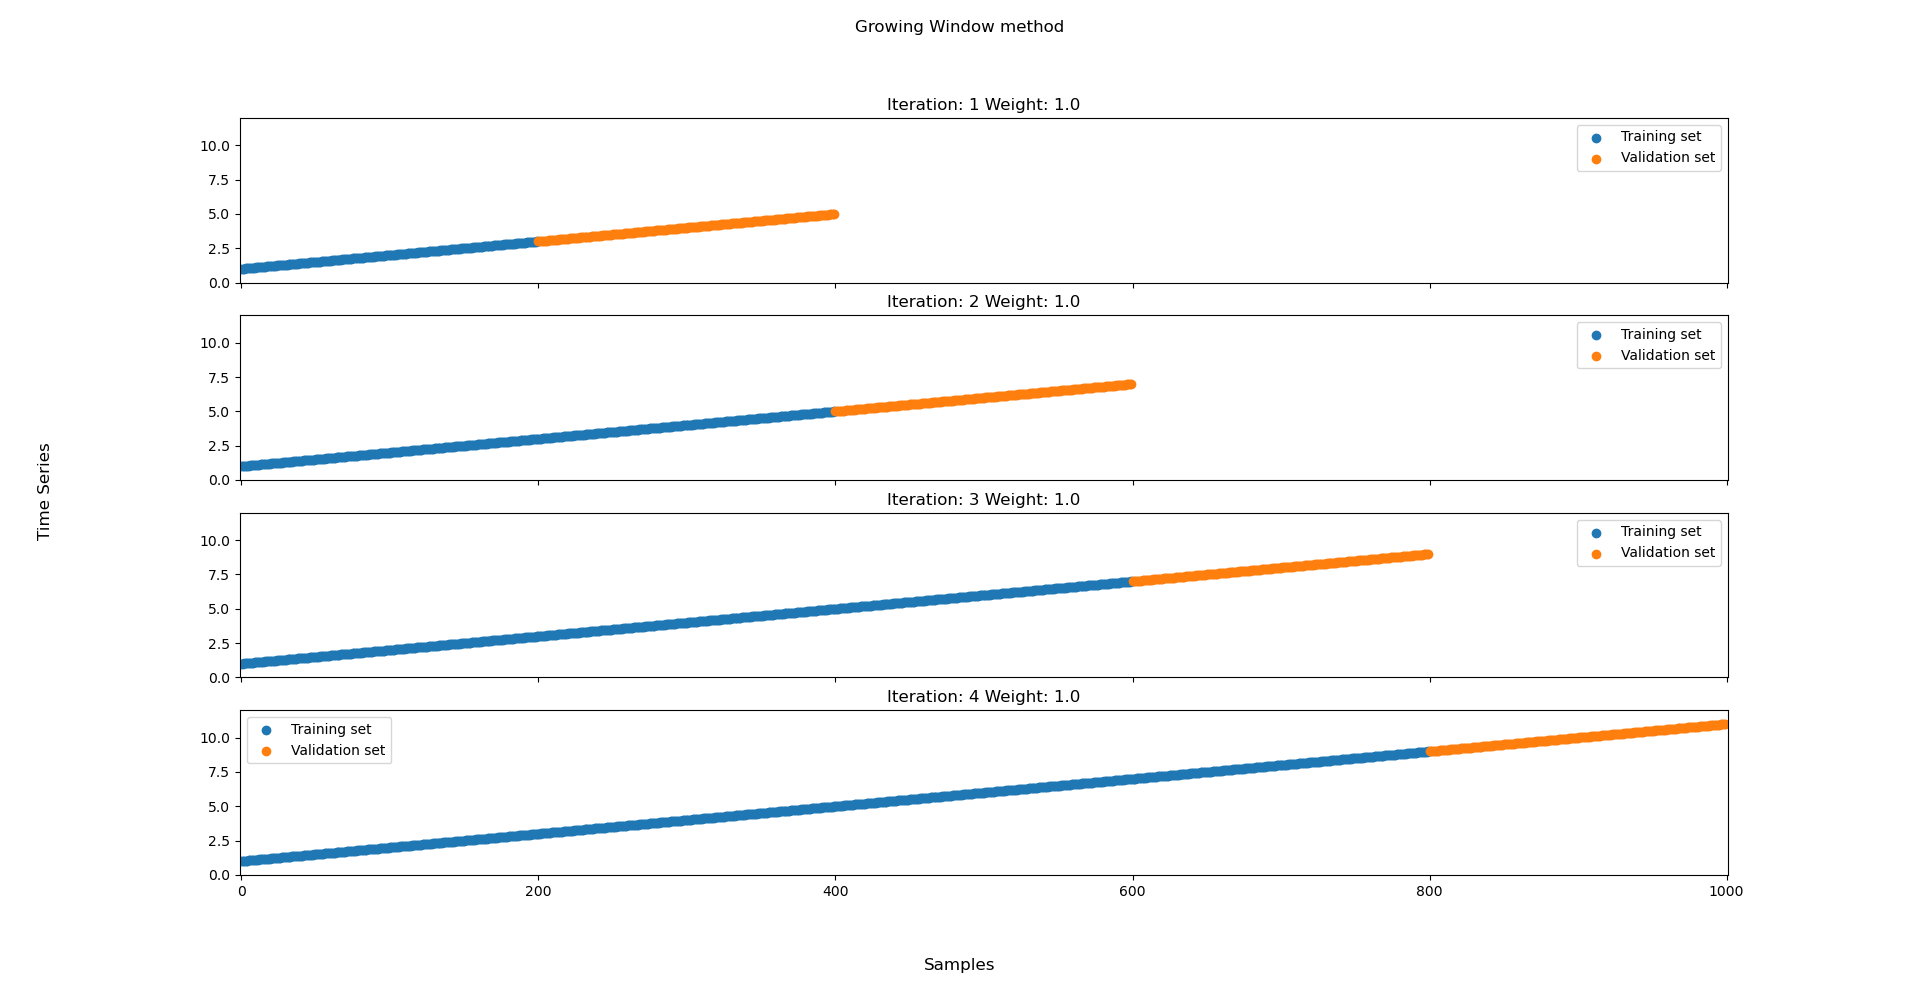 Growing Window method
Iteration: 1 Weight: 1.0
10.0
7.5
5.0
2.5
0.0
Training set
Validation set
Iteration: 2 Weight: 1.0
10.0
7.5
5.0
2.5
0.0
Training set
Validation set
Time Series
Iteration: 3 Weight: 1.0
10.0
7.5
5.0
2.5
0.0
Training set
Validation set
Iteration: 4 Weight: 1.0
10.0
7.5
5.0
2.5
0.0
Training set
Validation set
0 200 400 600 800 1000
Samples